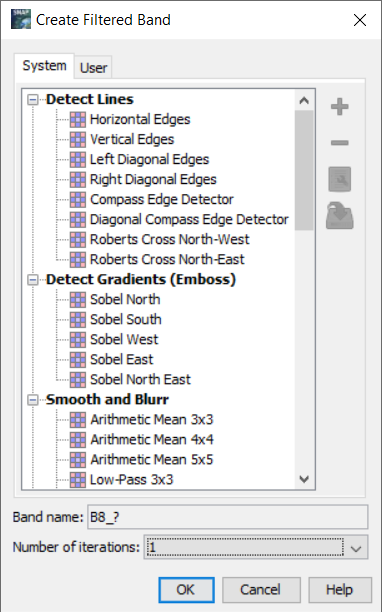 Create Filtered Band
System User
Detect Lines
Horizontal Edges
Vertical Edges
Left Diagonal Edges
Right Diagonal Edges
Compass Edge Detector
Diagonal Compass Edge Detector
Roberts Cross North-West
Roberts Cross North-East
Detect Gradients (Emboss)
Sobel North
Sobel South
Sobel West
Sobel East
Sobel North East
Smooth and Blurr
Arithmetic Mean 3x3
Arithmetic Mean 4x4
Arithmetic Mean 5x5
Low-Pass 3x3
Band name: B8_?
Number of iterations: 1
OK Cancel Help